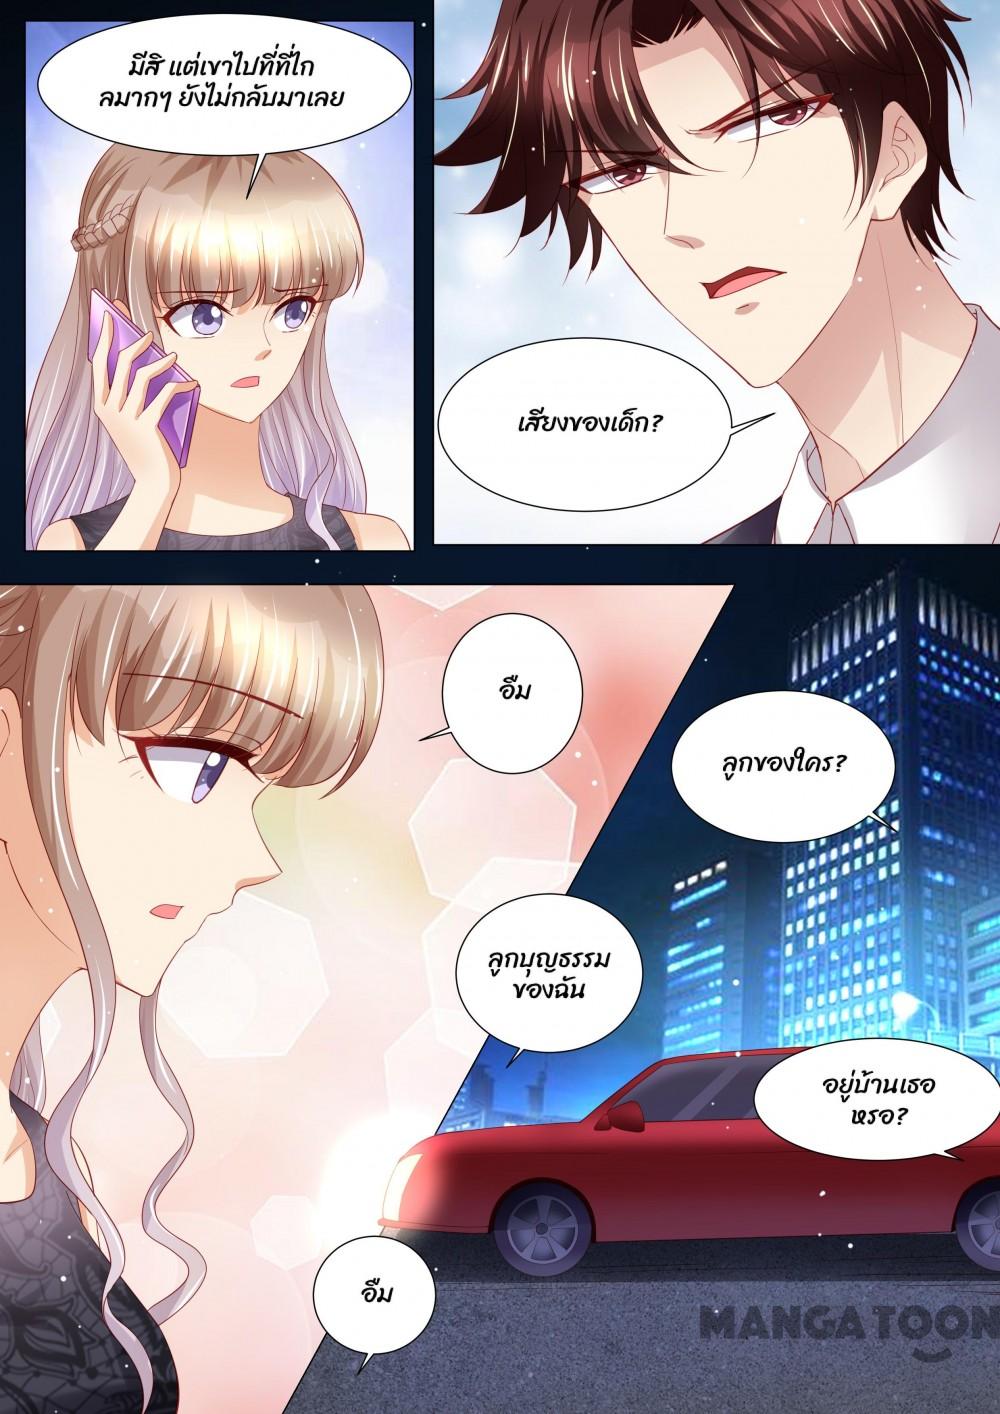 มีสิ แต่เขาไปที่ที่ไก
ลมากๆ ยังไม่กลับมาเลย
เสียงของเด็ก?
อืม
ลูกของใคร?
ลูกบุญธรรม
ของฉัน
อยู่บ้านเธอ
หรอ?
อืม
MANGATOON